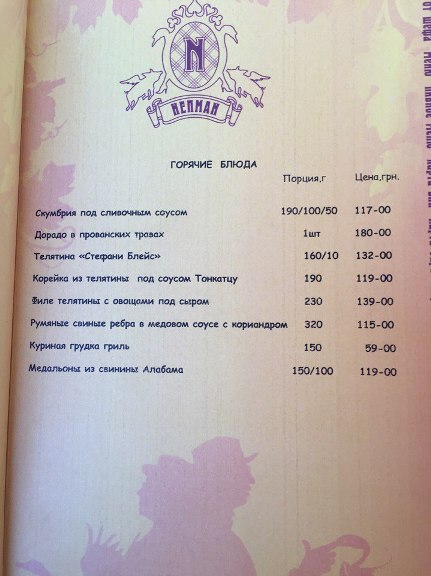 N
НЕПМАН
ГОРЯЧИЕ БЛЮДА
Порция,г Цена,грн.
Скумбрия под сливочным соусом 190/100/50 117-00
Дорадо в прованских травах 1шт 180-00
Телятина «Стефани Блейс» 160/10 132-00
Корейка из телятины под соусом Тонкатцу 190 119-00
Филе телятины с овощами под сыром 230 139-00
Румяные свиные ребра в медовом соусе с кориандром 320 115-00
Куриная грудка гриль 150 59-00
Медальоны из свинины Алабама 150/100 119-00